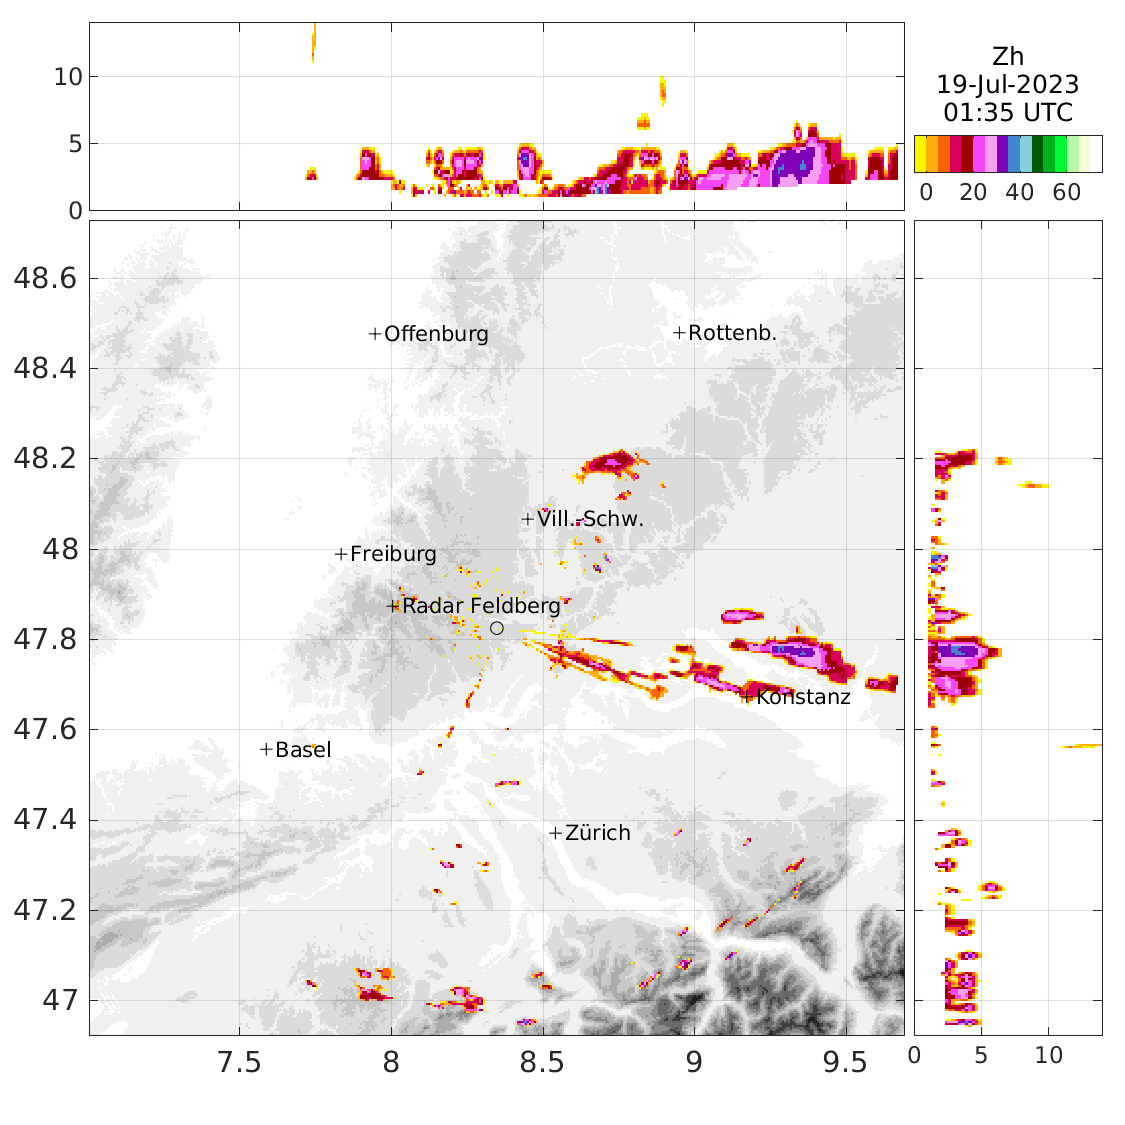 10
5
0
Zh
19-Jul-2023
01:35 UTC
0 20 40 60
48.6
48.4
48.2
48
47.8
47.6
47.4
47.2
47
+Offenburg
+Rottenb.
+Vill.-Schw.
+Freiburg
+Radar Feldberg
+Konstanz
+Basel
+Zürich
7.5 8 8.5 9 9.5
0 5 10